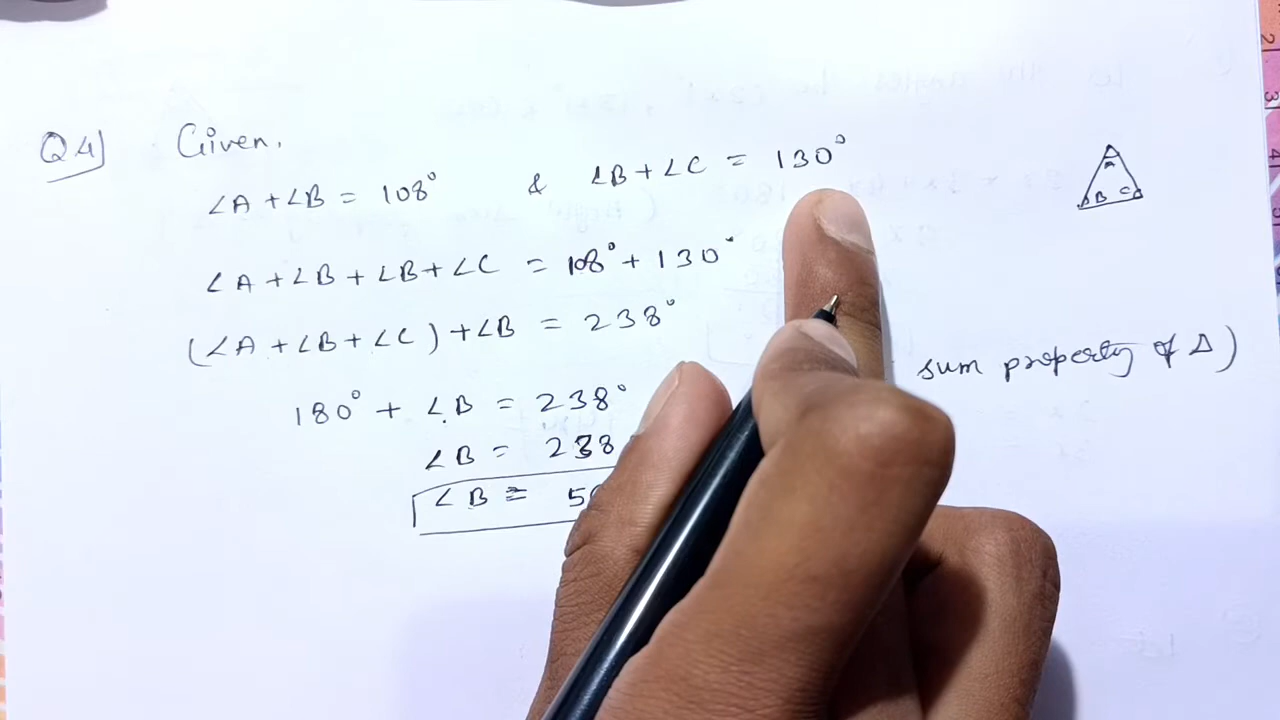 Q4) Given,
∠A + ∠B = 108° & ∠B + ∠C = 130°
∠A + ∠B + ∠B + ∠C = 108° + 130°
(∠A + ∠B + ∠C) + ∠B = 238°
sum property of Δ)
180° + ∠B = 238°
∠B = 238
∠B = 5
A
B C